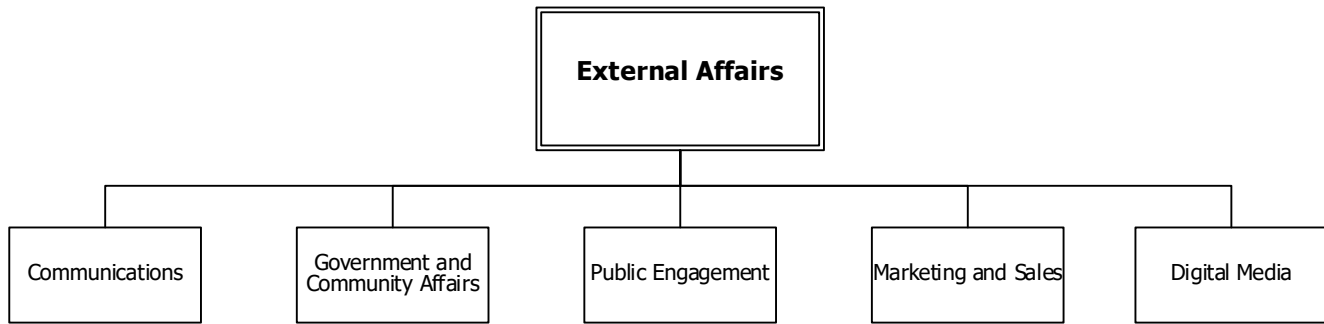 External Affairs
Communications
Government and
Community Affairs
Public Engagement
Marketing and Sales
Digital Media